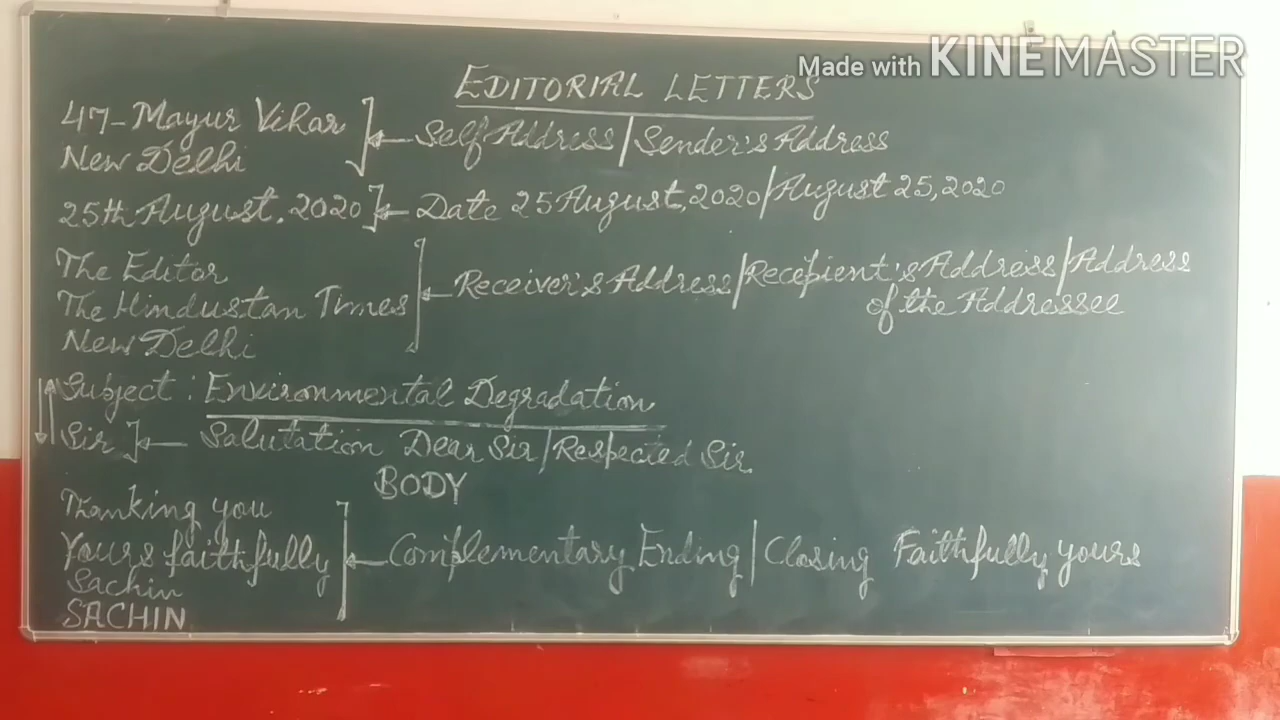 Made with KINEMASTER
EDITORIAL LETTERS
47-Mayur Vihar
New Delhi
Self Address/Sender's Address
25th August, 2020
Date 25 August, 2020/August 25, 2020
The Editor
The Hindustan Times
New Delhi
Receiver's Address/Recepient's Address/Address
of the Addressee
Subject : Environmental Degradation
Sir
Salutation Dear Sir/Respected Sir.
BODY
Thanking you
Yours faithfully
Sachin
SACHIN
Complementary Ending/Closing Faithfully yours